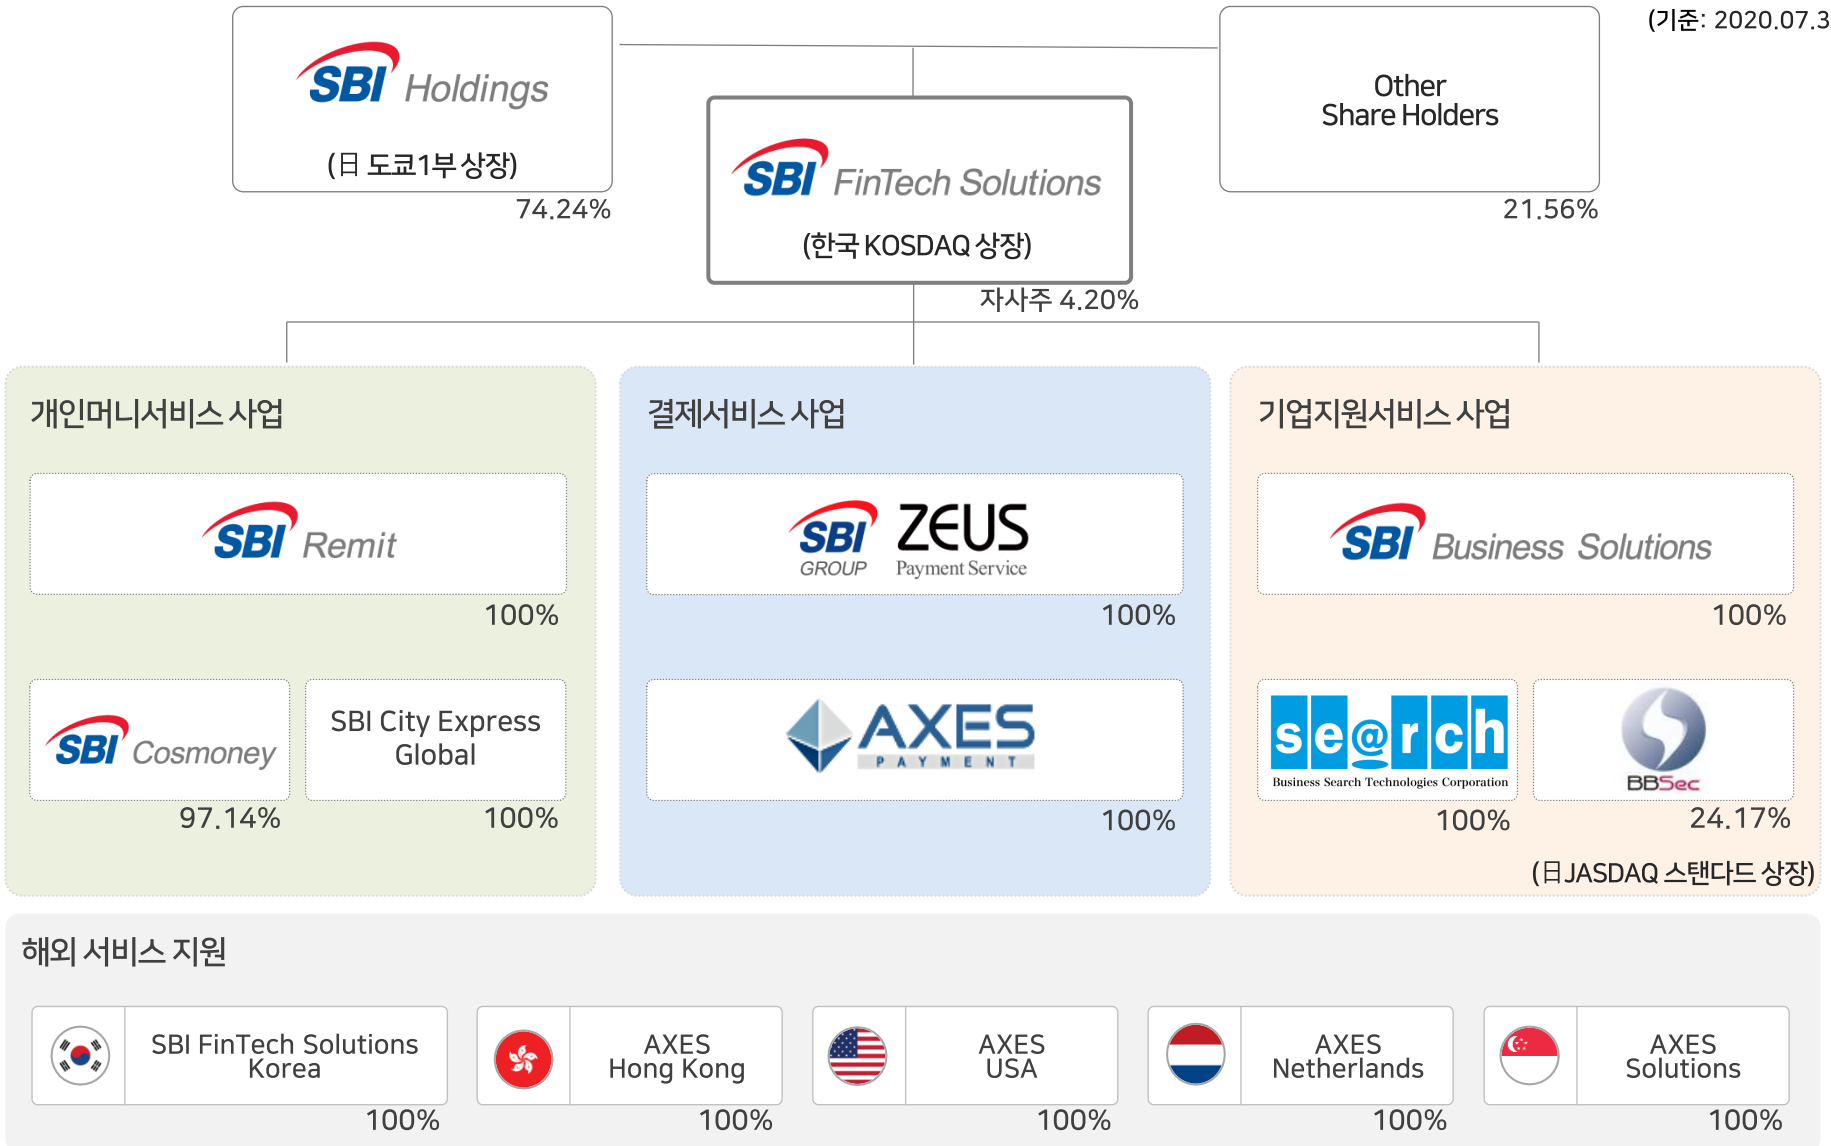 (기준: 2020.07.3
SBI Holdings
(日 도쿄1부 상장)
74.24%
SBI FinTech Solutions
(한국 KOSDAQ 상장)
자사주 4.20%
Other
Share Holders
21.56%
개인머니서비스 사업
SBI Remit
100%
SBI Cosmoney
97.14%
SBI City Express
Global
100%
결제서비스 사업
SBI GROUP
ZEUS
Payment Service
100%
AXES
PAYMENT
100%
기업지원서비스 사업
SBI Business Solutions
100%
se@rch
Business Search Technologies Corporation
100%
BBSec
24.17%
(日JASDAQ 스탠다드 상장)
해외 서비스 지원
SBI FinTech Solutions
Korea
100%
AXES
Hong Kong
100%
AXES
USA
100%
AXES
Netherlands
100%
AXES
Solutions
100%